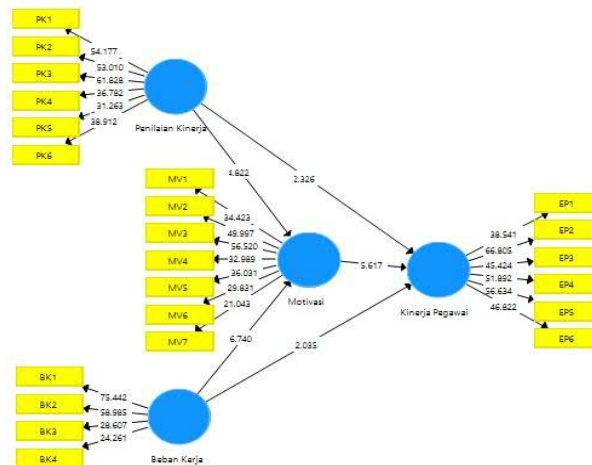 PK1
PK2
PK3
PK4
PK5
PK6
54.177
53.010
61.828
36.782
31.263
38.912
Penilaian Kinerja
4.822
2.326
MV1
MV2
MV3
MV4
MV5
MV6
MV7
34.423
49.997
56.520
32.989
36.031
29.831
21.043
Motivasi
5.617
EP1
EP2
EP3
EP4
EP5
EP6
38.541
66.805
45.424
51.892
56.634
46.822
Kinerja Pegawai
6.740
2.035
BK1
BK2
BK3
BK4
75.442
58.985
28.607
24.261
Beban Kerja